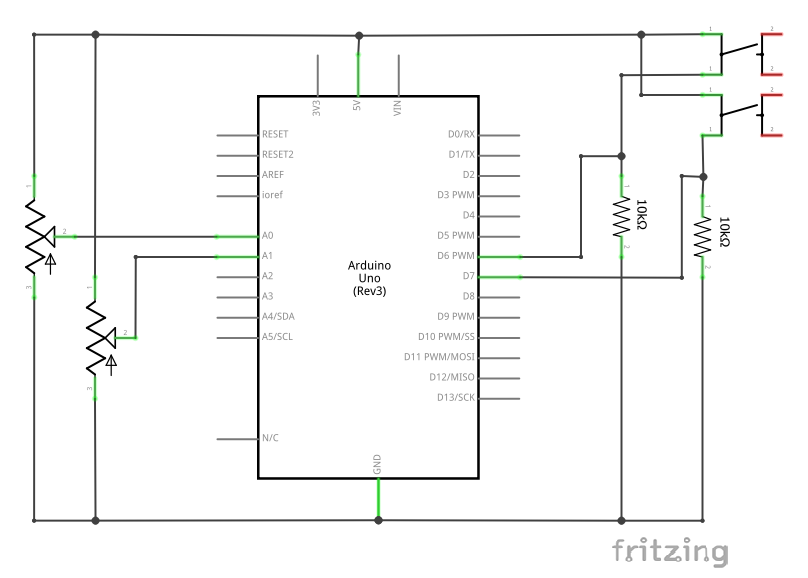 1 2
1 2
1 2
1 2
3V3 5V VIN
RESET D0/RX
RESET2 D1/TX
AREF D2
ioref D3 PWM
D4
A0 D5 PWM
A1 D6 PWM
A2 D7
A3 D8
A4/SDA D9 PWM
A5/SCL D10 PWM/SS
D11 PWM/MOSI
D12/MISO
D13/SCK
N/C
GND
Arduino
Uno
(Rev3)
1
2
3
1
2
3
1
10kΩ
2
1
10kΩ
2
fritzing